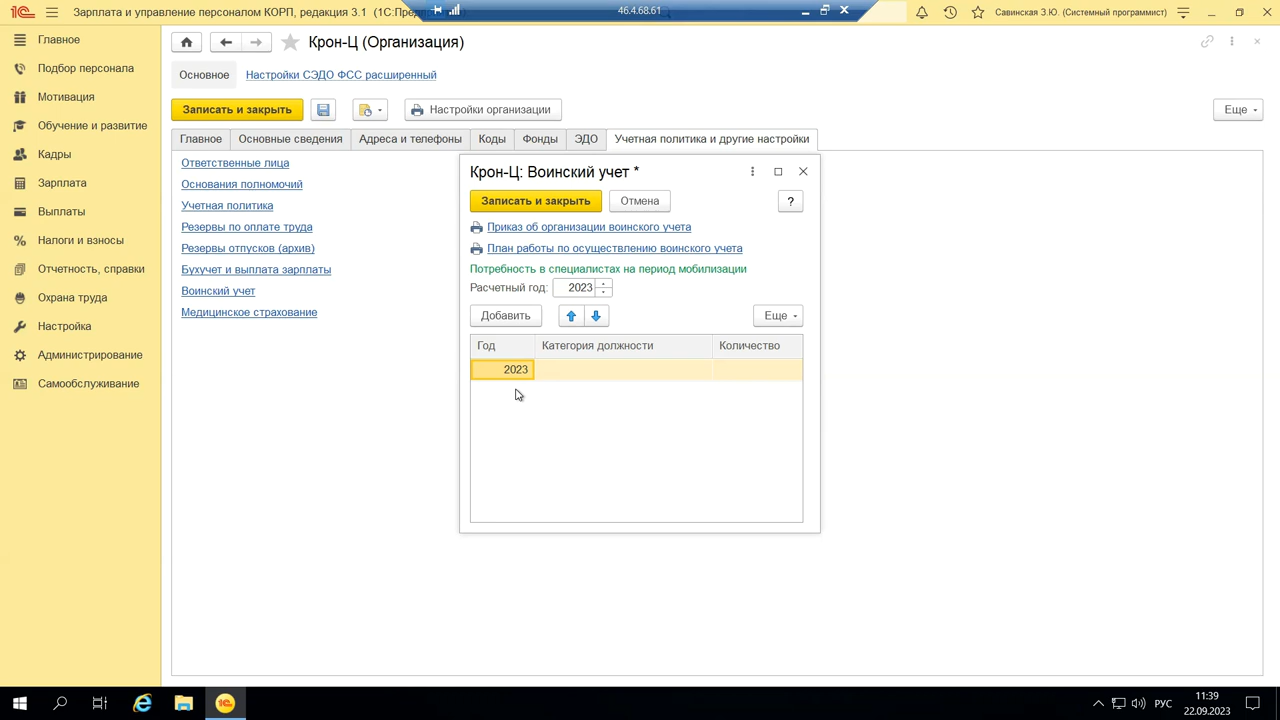 Зарплата и управление персоналом КОРП, редакция 3.1 (1С:Пред
46.4.68.61
Савинская З.Ю. (Системный программист)
Главное
Подбор персонала
Мотивация
Обучение и развитие
Кадры
Зарплата
Выплаты
Налоги и взносы
Отчетность, справки
Охрана труда
Настройка
Администрирование
Самообслуживание
Крон-Ц (Организация)
Основное
Настройки СЭДО ФСС расширенный
Записать и закрыть
Настройки организации
Еще
Главное
Основные сведения
Адреса и телефоны
Коды
Фонды
ЭДО
Учетная политика и другие настройки
Ответственные лица
Основания полномочий
Учетная политика
Резервы по оплате труда
Резервы отпусков (архив)
Бухучет и выплата зарплаты
Воинский учет
Медицинское страхование
Крон-Ц: Воинский учет *
Записать и закрыть
Отмена
?
Приказ об организации воинского учета
План работы по осуществлению воинского учета
Потребность в специалистах на период мобилизации
Расчетный год: 2023
Добавить
Еще
Год Категория должности Количество
2023
РУС
11:39
22.09.2023